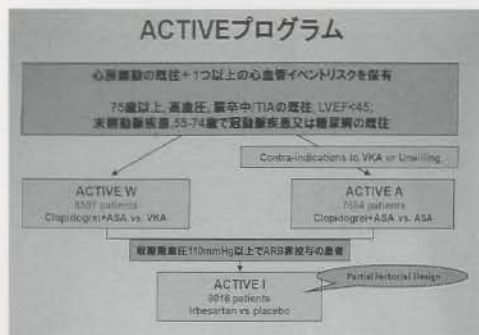 ACTIVEプログラム
心房細動の既往+1つ以上の心血管イベントリスクを保有
75歳以上, 高血圧, 脳卒中/TIAの既往, LVEF<45;
末梢動脈疾患, 55-74歳で冠動脈疾患又は糖尿病の既往
Contra-indications to VKA or Unwilling
ACTIVE W
patients
Clopidogrel+ASA vs. VKA
ACTIVE A
patients
Clopidogrel+ASA vs. ASA
収縮期血圧110mmHg以上でARB非投与の患者
Partial Factorial Design
ACTIVE I
9016 patients
Irbesartan vs placebo